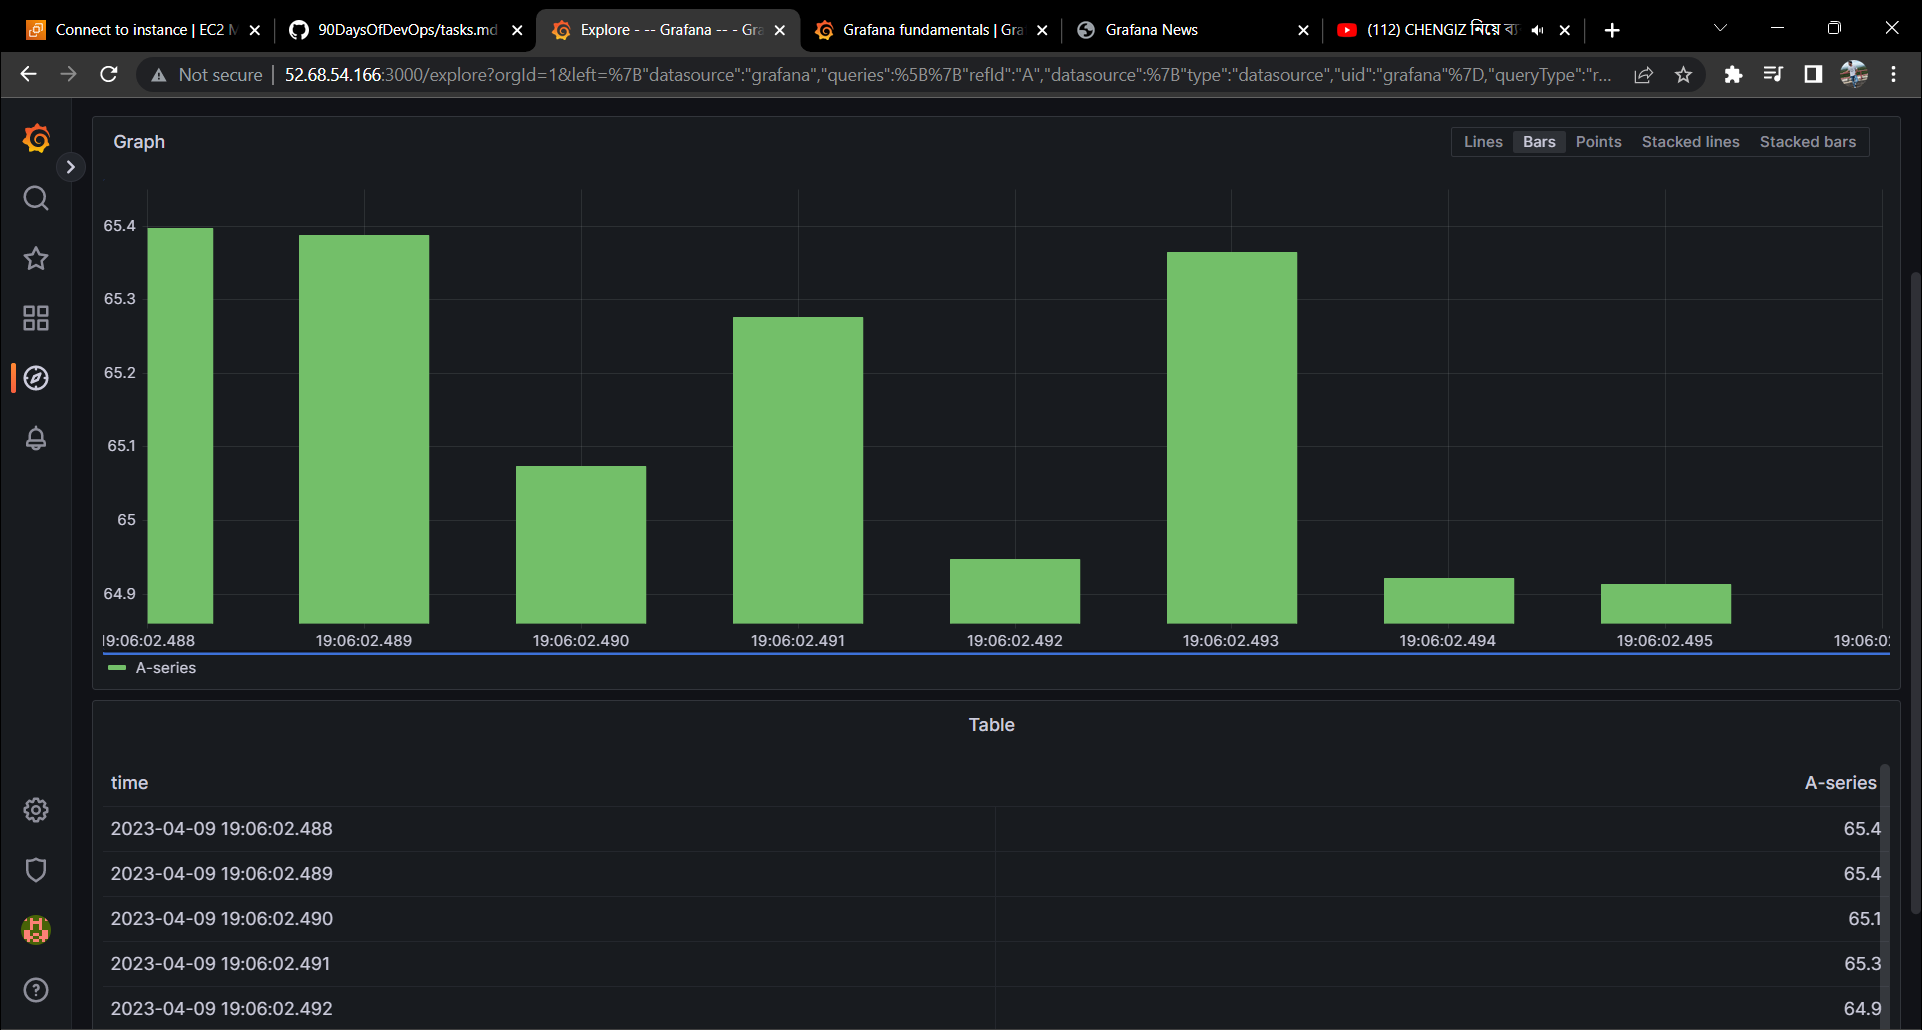 Connect to instance | EC2 M
90DaysOfDevOps/tasks.md
Explore - -- Grafana -- - Gra
Grafana fundamentals | Gra
Grafana News
(112) CHENGIZ নিয়ে ব্য
Not secure | 52.68.54.166:3000/explore?orgId=1&left=%7B"datasource":"grafana","queries":%5B%7B"refId":"A","datasource":%7B"type":"datasource","uid":"grafana"%7D,"queryType":"r...
Graph
Lines Bars Points Stacked lines Stacked bars
65.4
65.3
65.2
65.1
65
64.9
19:06:02.488 19:06:02.489 19:06:02.490 19:06:02.491 19:06:02.492 19:06:02.493 19:06:02.494 19:06:02.495 19:06:0
A-series
Table
time A-series
2023-04-09 19:06:02.488 65.4
2023-04-09 19:06:02.489 65.4
2023-04-09 19:06:02.490 65.1
2023-04-09 19:06:02.491 65.3
2023-04-09 19:06:02.492 64.9